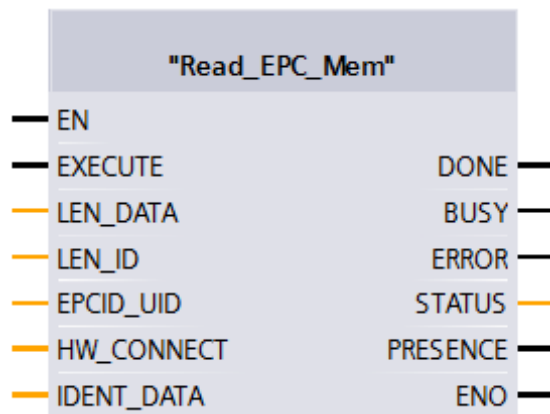 "Read_EPC_Mem"
EN
EXECUTE DONE
LEN_DATA BUSY
LEN_ID ERROR
EPCID_UID STATUS
HW_CONNECT PRESENCE
IDENT_DATA ENO